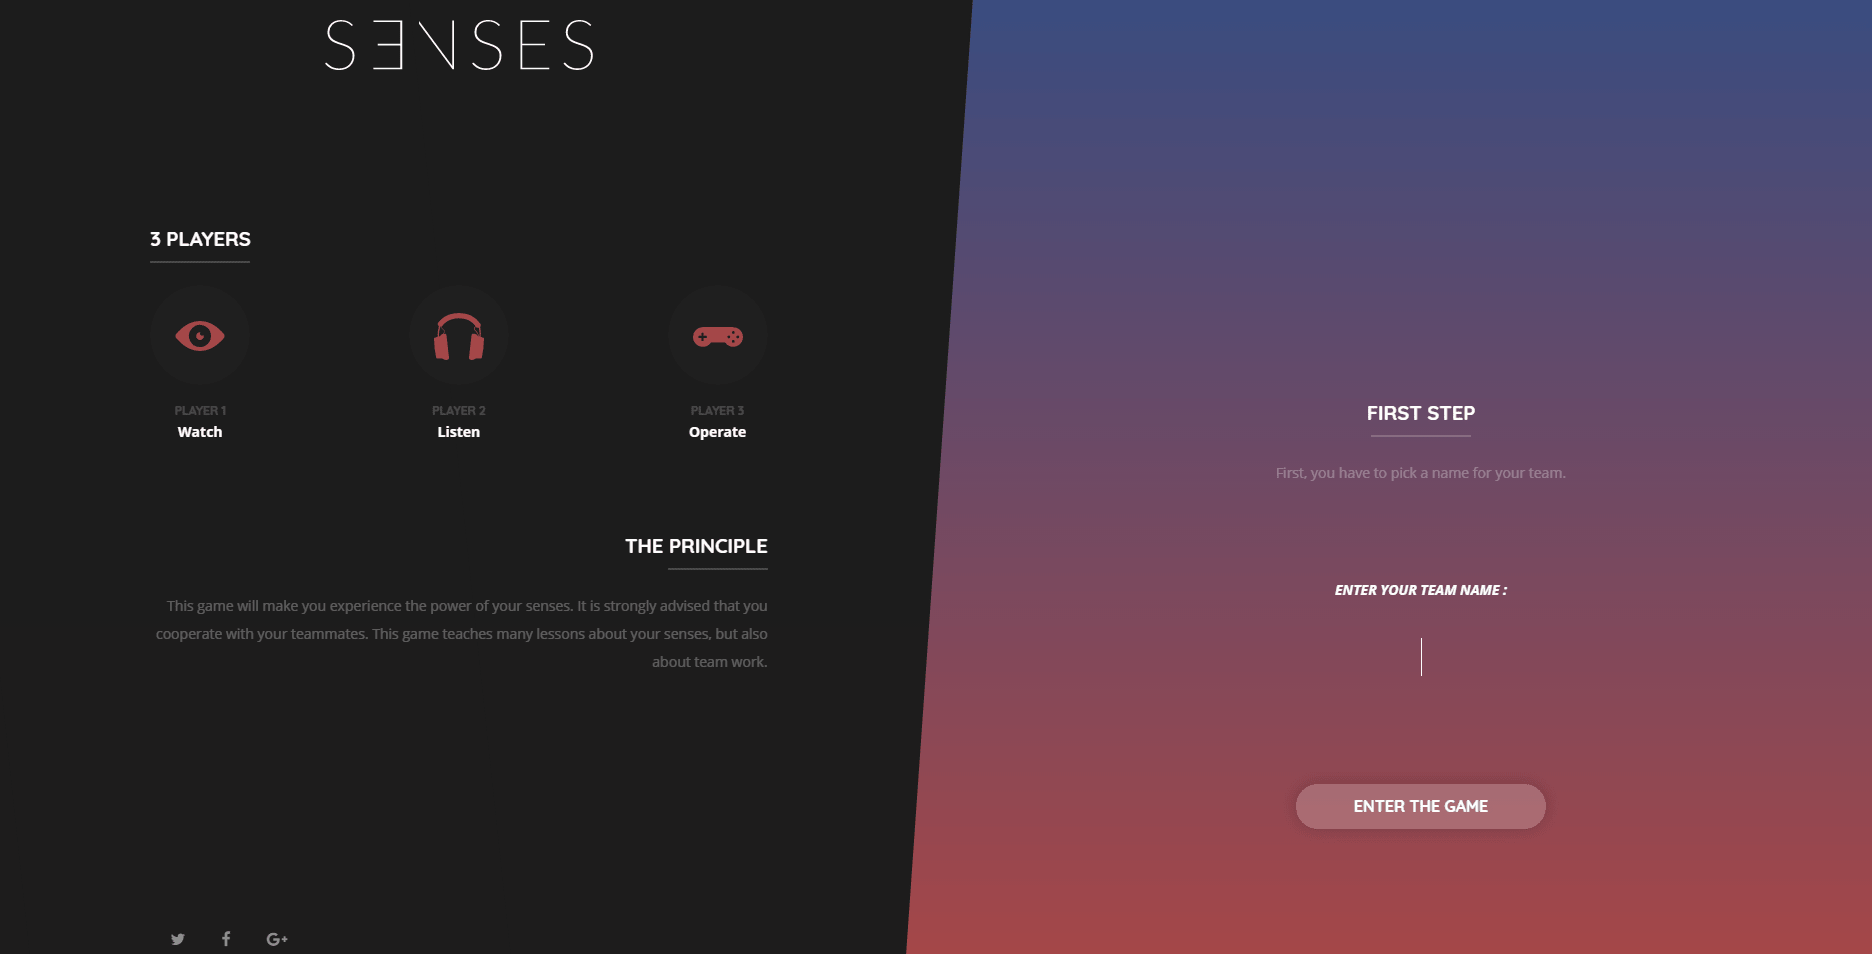 SENSES
3 PLAYERS
PLAYER 1
Watch
PLAYER 2
Listen
PLAYER 3
Operate
THE PRINCIPLE
This game will make you experience the power of your senses. It is strongly advised that you
cooperate with your teammates. This game teaches many lessons about your senses, but also
about team work.
FIRST STEP
First, you have to pick a name for your team.
ENTER YOUR TEAM NAME :
ENTER THE GAME
G+